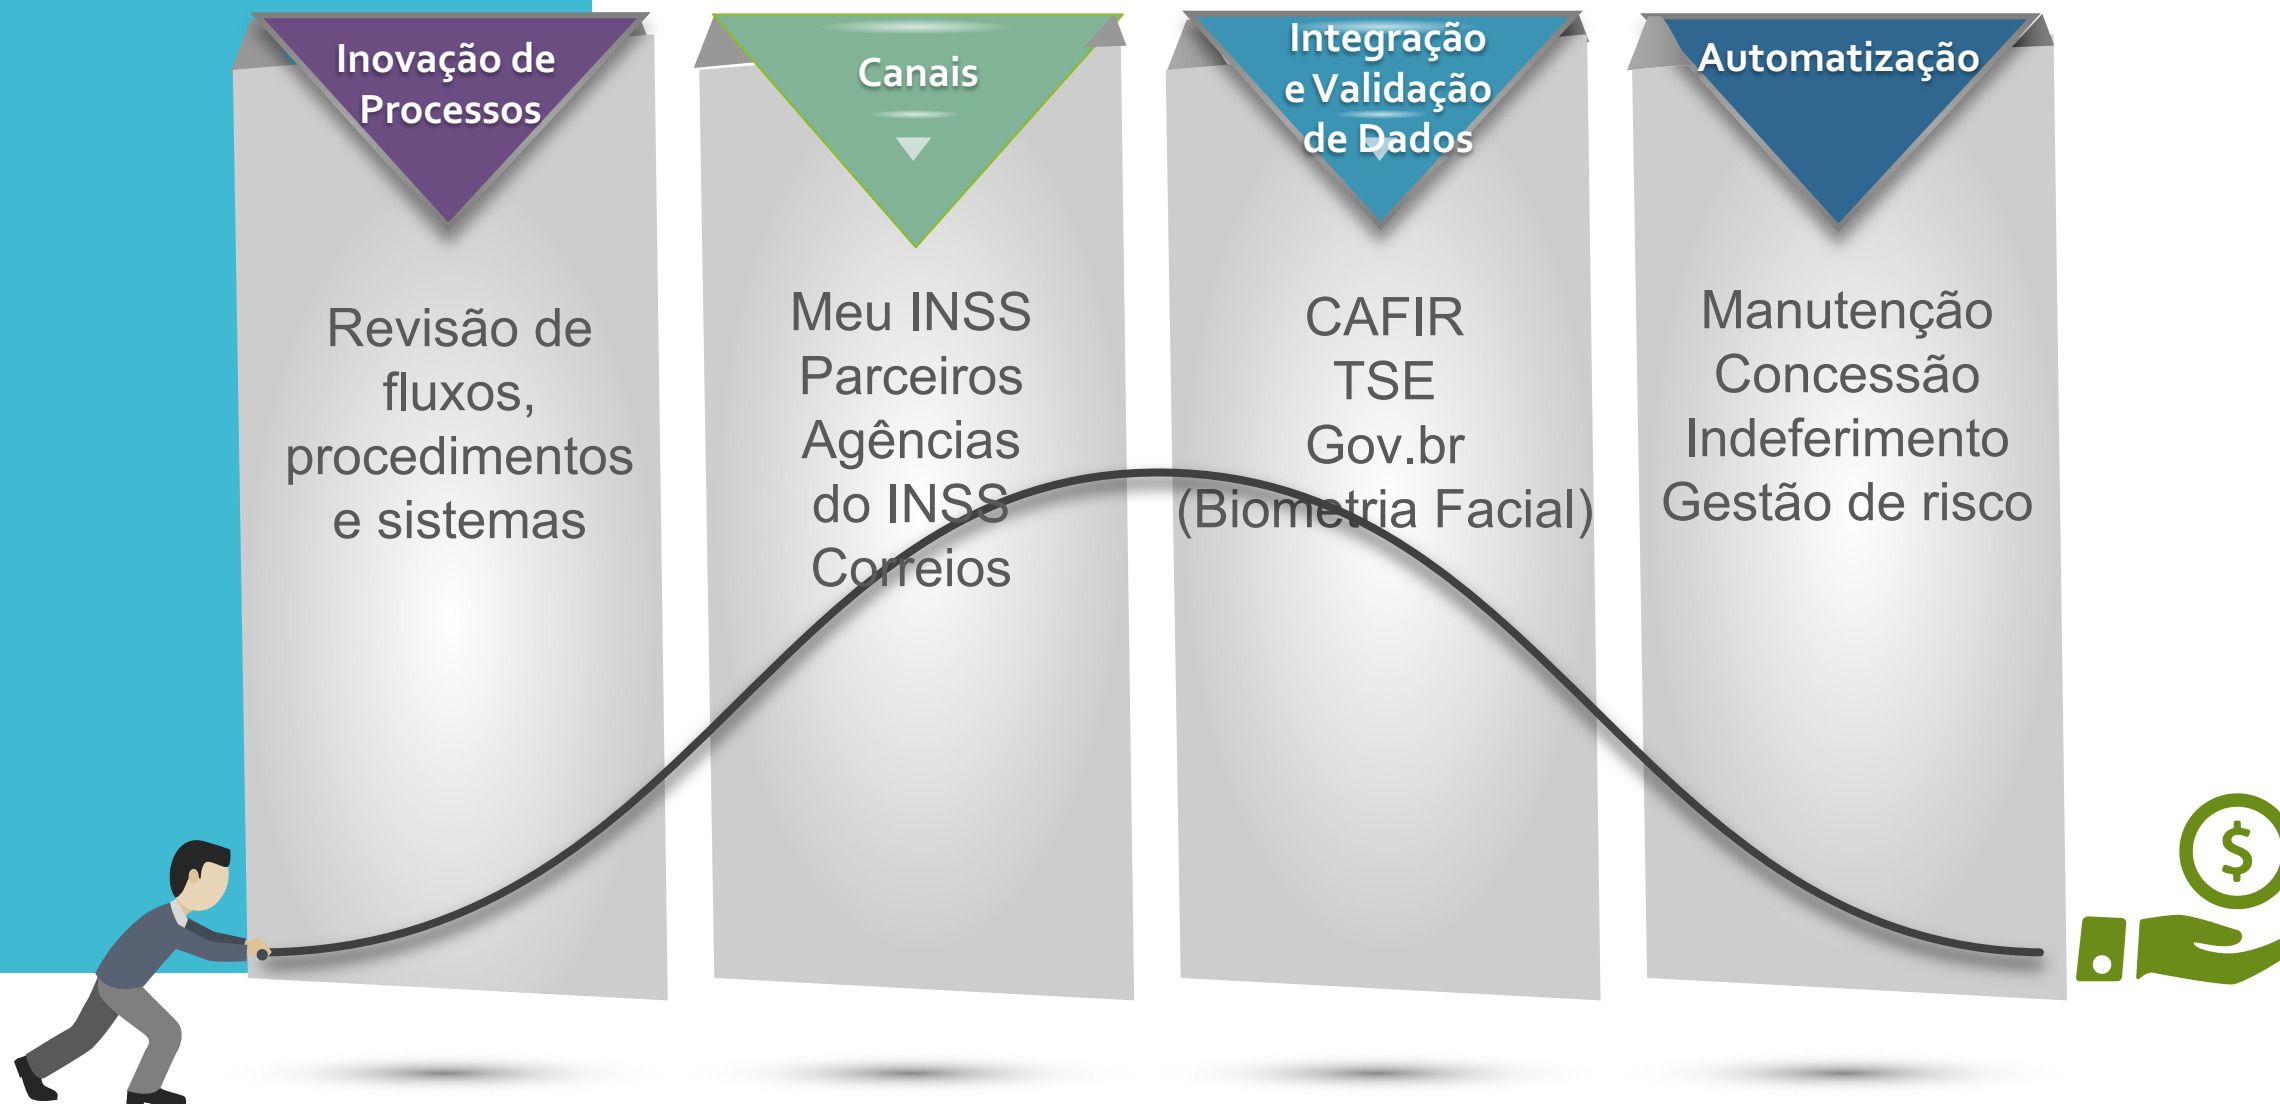 Inovação de
Processos
Revisão de
fluxos,
procedimentos
e sistemas
Canais
Meu INSS
Parceiros
Agências
do INSS
Correios
Integração
e Validação
de Dados
CAFIR
TSE
Gov.br
(Biometria Facial)
Automatização
Manutenção
Concessão
Indeferimento
Gestão de risco
$